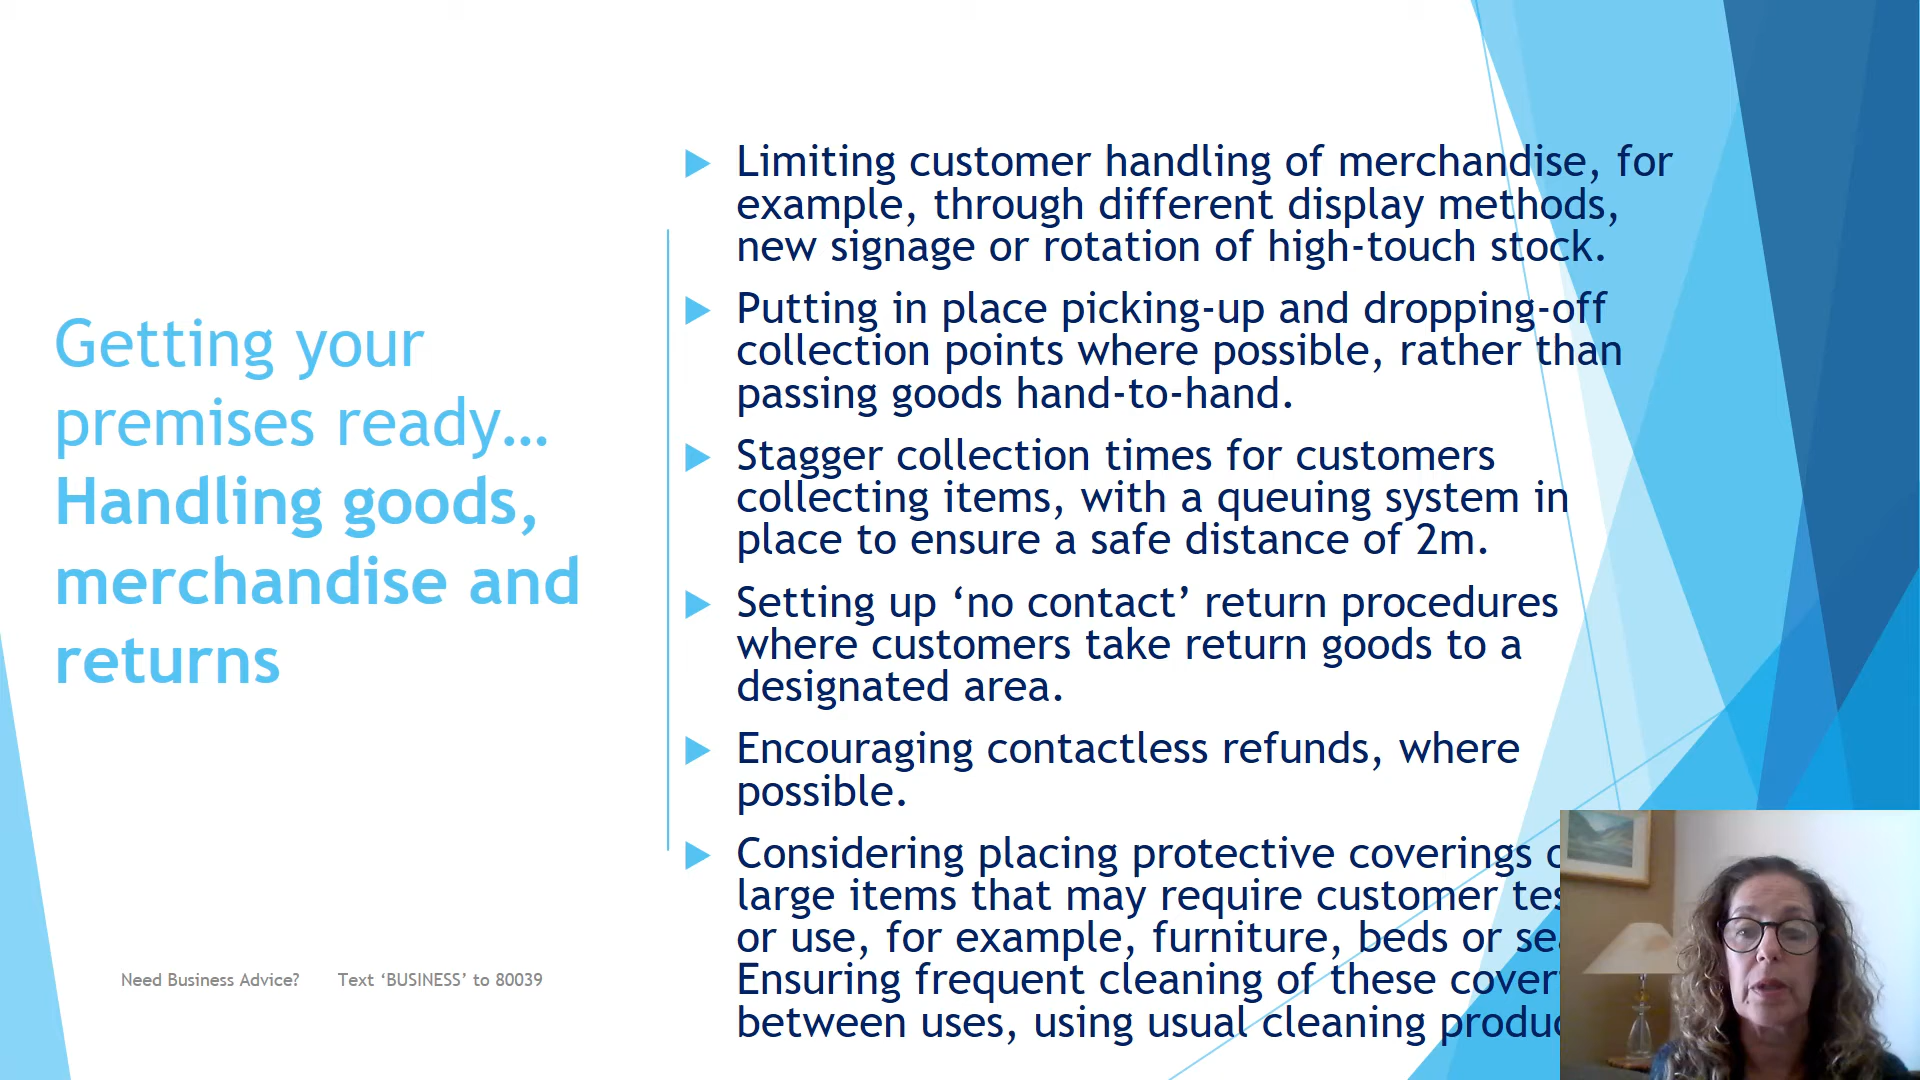 Getting your
premises ready…
Handling goods,
merchandise and
returns
Limiting customer handling of merchandise, for
example, through different display methods,
new signage or rotation of high-touch stock.
Putting in place picking-up and dropping-off
collection points where possible, rather than
passing goods hand-to-hand.
Stagger collection times for customers
collecting items, with a queuing system in
place to ensure a safe distance of 2m.
Setting up ‘no contact’ return procedures
where customers take return goods to a
designated area.
Encouraging contactless refunds, where
possible.
Considering placing protective coverings
large items that may require customer
or use, for example, furniture, beds or
Ensuring frequent cleaning of these
between uses, using usual cleaning
Need Business Advice? Text ‘BUSINESS’ to 80039